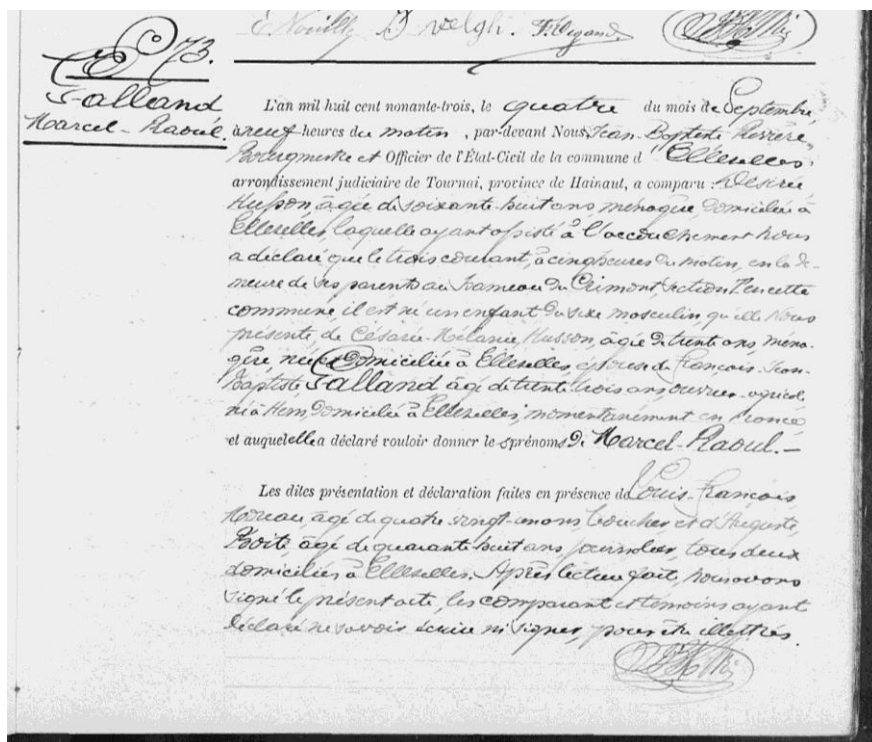 73.
Galland
Marcel-Raoul.
L'an mil huit cent nonante-trois, le quatre du mois de Septembre,
à neuf heures du matin, par-devant Nous, Jean-Baptiste
Bourgmestre et Officier de l'État-Civil de la commune d'Ellezelles,
arrondissement judiciaire de Tournai, province de Hainaut, a comparu : Désirée
Husson, âgée de soixante-huit ans, ménagère, domiciliée à
Ellezelles, laquelle ayant assisté à l'accouchement Nous
a déclaré que le trois courant, à cinq heures du matin, en la de-
meure de ses parents au hameau du Crimont, section de cette
commune, il est né un enfant du sexe masculin, qu'elle Nous
présente, de Césarie-Mélanie Husson, âgée de trente ans, ména-
gère, née et domiciliée à Ellezelles, épouse de François-Jean-
Baptiste Galland âgé de trente-trois ans, ouvrier agricole
né à Hem, domicilié à Ellezelles, momentanément en France
et auquel elle a déclaré vouloir donner les prénoms de Marcel-Raoul.-
Les dites présentation et déclaration faites en présence de Louis-François
Moreau, âgé de quatre-vingt-un ans, boucher, et d'Auguste
âgé de quarante-huit ans, journalier, tous deux
domiciliés à Ellezelles. Après lecture faite, Nous avons
signé le présent acte, les comparant et témoins ayant
déclaré ne savoir écrire ni signer, pour être illettrés.